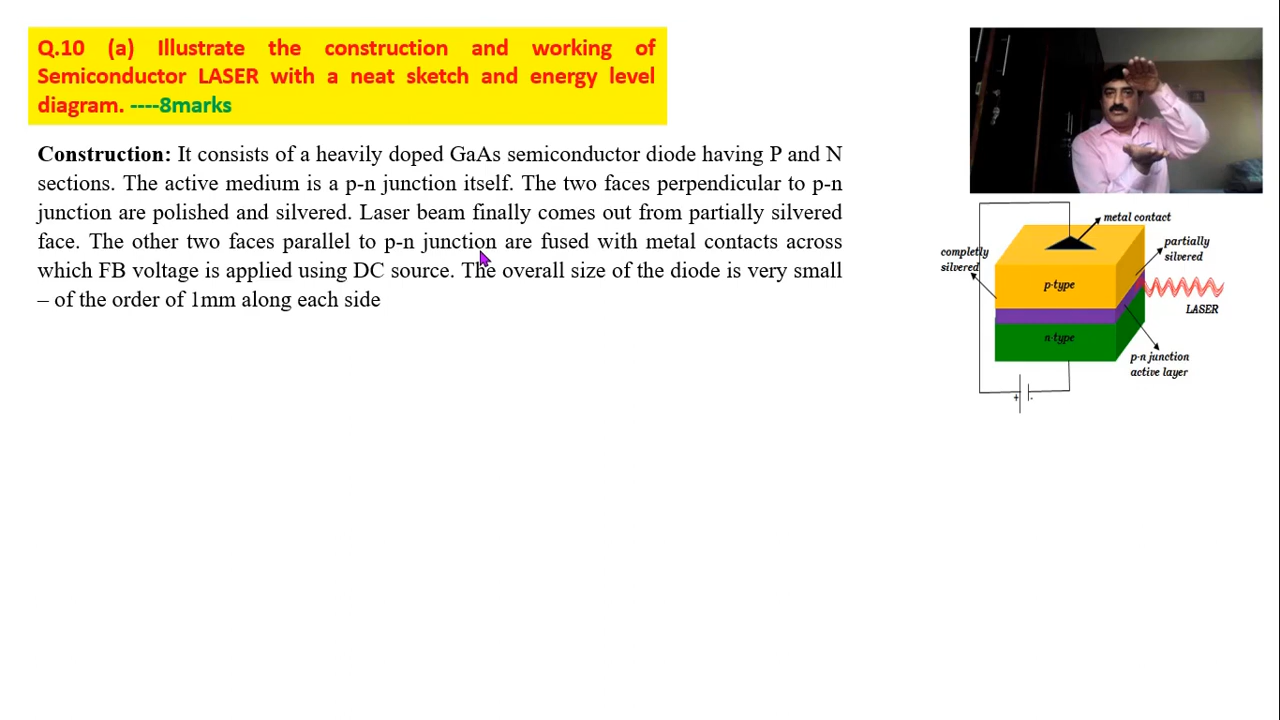 Q.10 (a) Illustrate the construction and working of
Semiconductor LASER with a neat sketch and energy level
diagram. ----8marks
Construction: It consists of a heavily doped GaAs semiconductor diode having P and N
sections. The active medium is a p-n junction itself. The two faces perpendicular to p-n
junction are polished and silvered. Laser beam finally comes out from partially silvered
face. The other two faces parallel to p-n junction are fused with metal contacts across
which FB voltage is applied using DC source. The overall size of the diode is very small
– of the order of 1mm along each side
metal contact
completly
silvered
partially
silvered
p-type
LASER
n-type
p-n junction
active layer
+ -